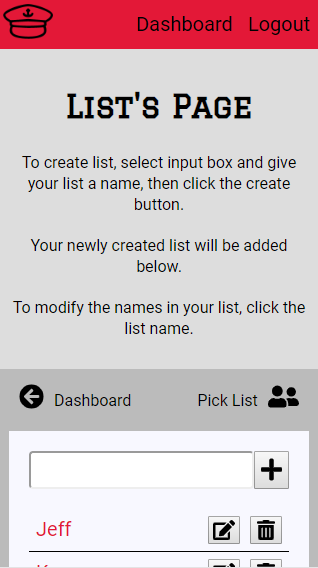 Dashboard Logout
List's Page
To create list, select input box and give
your list a name, then click the create
button.
Your newly created list will be added
below.
To modify the names in your list, click the
list name.
Dashboard Pick List
Jeff